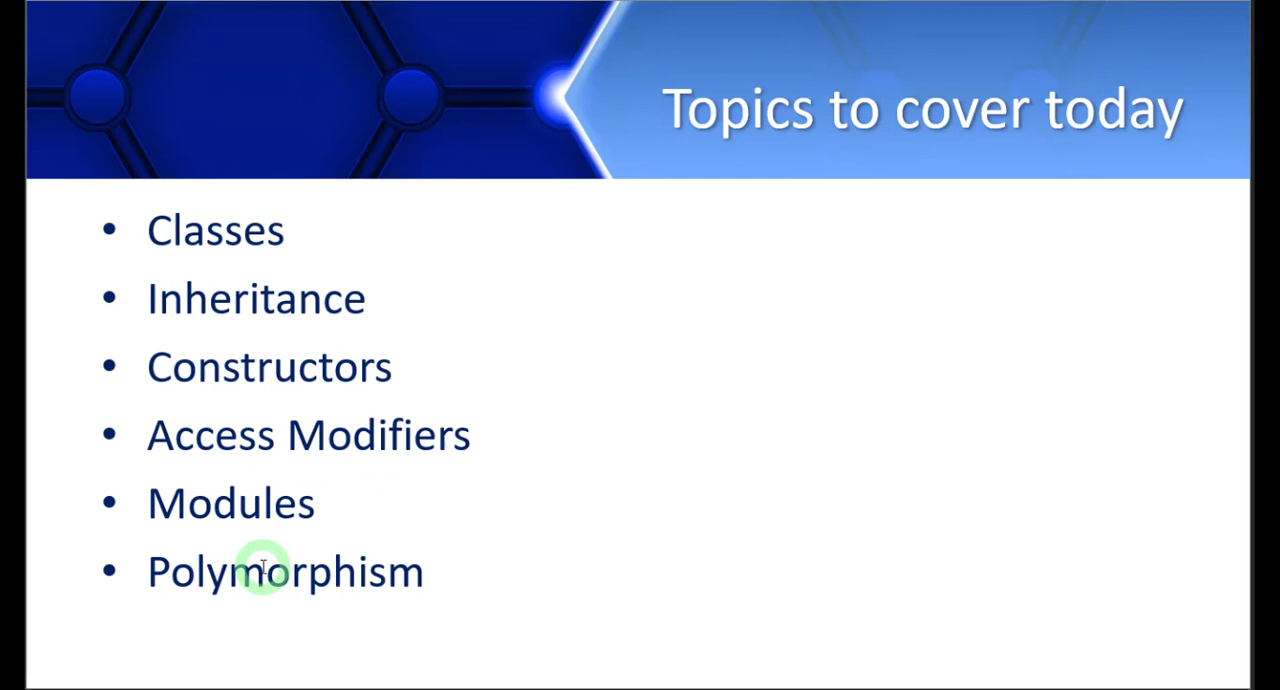 Topics to cover today
• Classes
• Inheritance
• Constructors
• Access Modifiers
• Modules
• Polymorphism